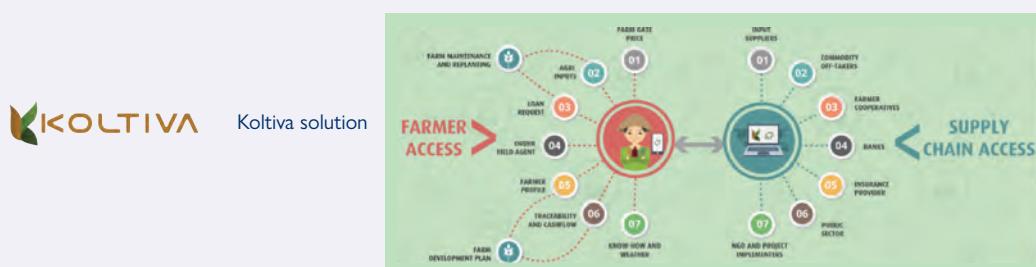 KOLTIVA
Koltiva solution
FARMER
ACCESS
FARM GATE
PRICE
01
AGRI
INPUTS
02
FARM MAINTENANCE
AND REPLANTING
LOAN
REQUEST
03
ORDER
FIELD AGENT
04
FARMER
PROFILE
05
TRACEABILITY
AND CASHFLOW
06
FARM
DEVELOPMENT PLAN
07
KNOW-HOW AND
WEATHER
SUPPLY
CHAIN ACCESS
INPUT
SUPPLIERS
01
02
COMMODITY
OFF-TAKERS
03
FARMER
COOPERATIVES
04
BANKS
05
INSURANCE
PROVIDER
06
PUBLIC
SECTOR
07
NGO AND PROJECT
IMPLEMENTERS